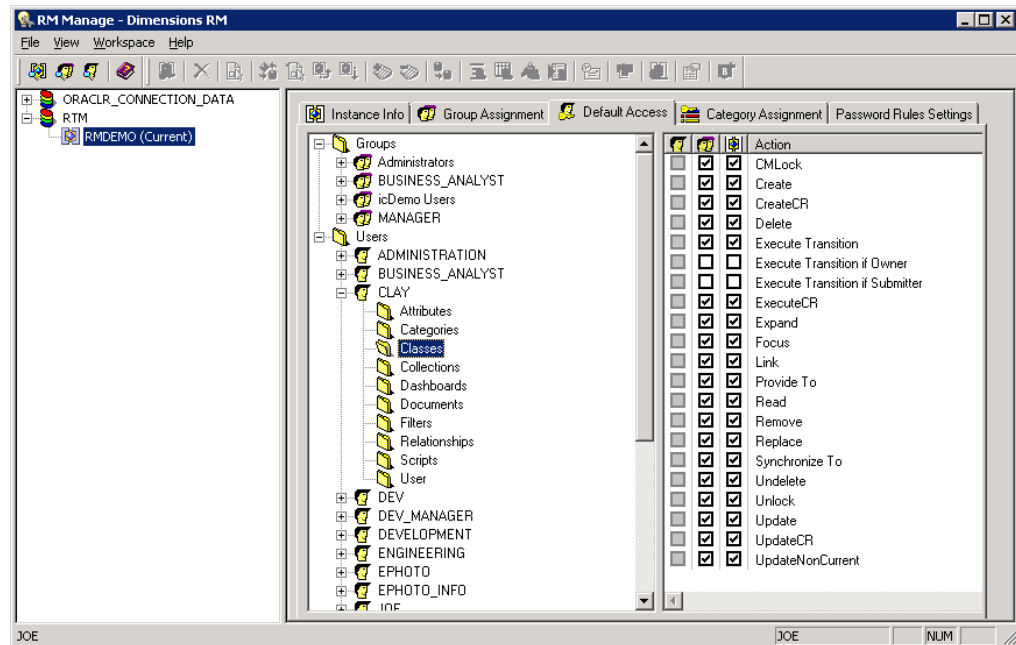 RM Manage - Dimensions RM
File View Workspace Help
ORACLR_CONNECTION_DATA
RTM
RMDEMO (Current)
Instance Info Group Assignment Default Access Category Assignment Password Rules Settings
Groups
Administrators
BUSINESS_ANALYST
icDemo Users
MANAGER
Users
ADMINISTRATION
BUSINESS_ANALYST
CLAY
Attributes
Categories
Classes
Collections
Dashboards
Documents
Filters
Relationships
Scripts
User
DEV
DEV_MANAGER
DEVELOPMENT
ENGINEERING
EPHOTO
EPHOTO_INFO
JOE
Action
CMLock
Create
CreateCR
Delete
Execute Transition
Execute Transition if Owner
Execute Transition if Submitter
ExecuteCR
Expand
Focus
Link
Provide To
Read
Remove
Replace
Synchronize To
Undelete
Unlock
Update
UpdateCR
UpdateNonCurrent
JOE JOE NUM